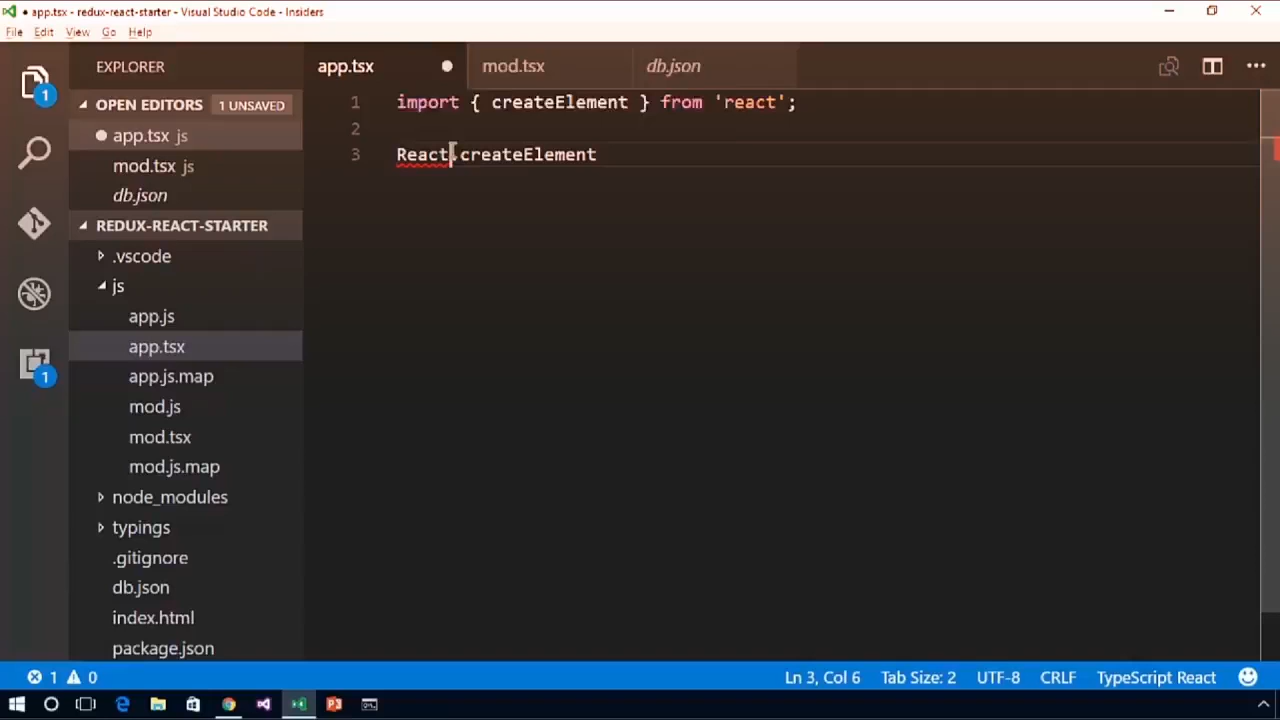 ● app.tsx - redux-react-starter - Visual Studio Code - Insiders
File Edit View Go Help
EXPLORER
app.tsx
mod.tsx
db.json
OPEN EDITORS 1 UNSAVED
app.tsx js
mod.tsx js
db.json
REDUX-REACT-STARTER
.vscode
js
app.js
app.tsx
app.js.map
mod.js
mod.tsx
mod.js.map
node_modules
typings
.gitignore
db.json
index.html
package.json
1
1
1 import { createElement } from 'react';
2
3 React.createElement
1 0
Ln 3, Col 6 Tab Size: 2 UTF-8 CRLF TypeScript React